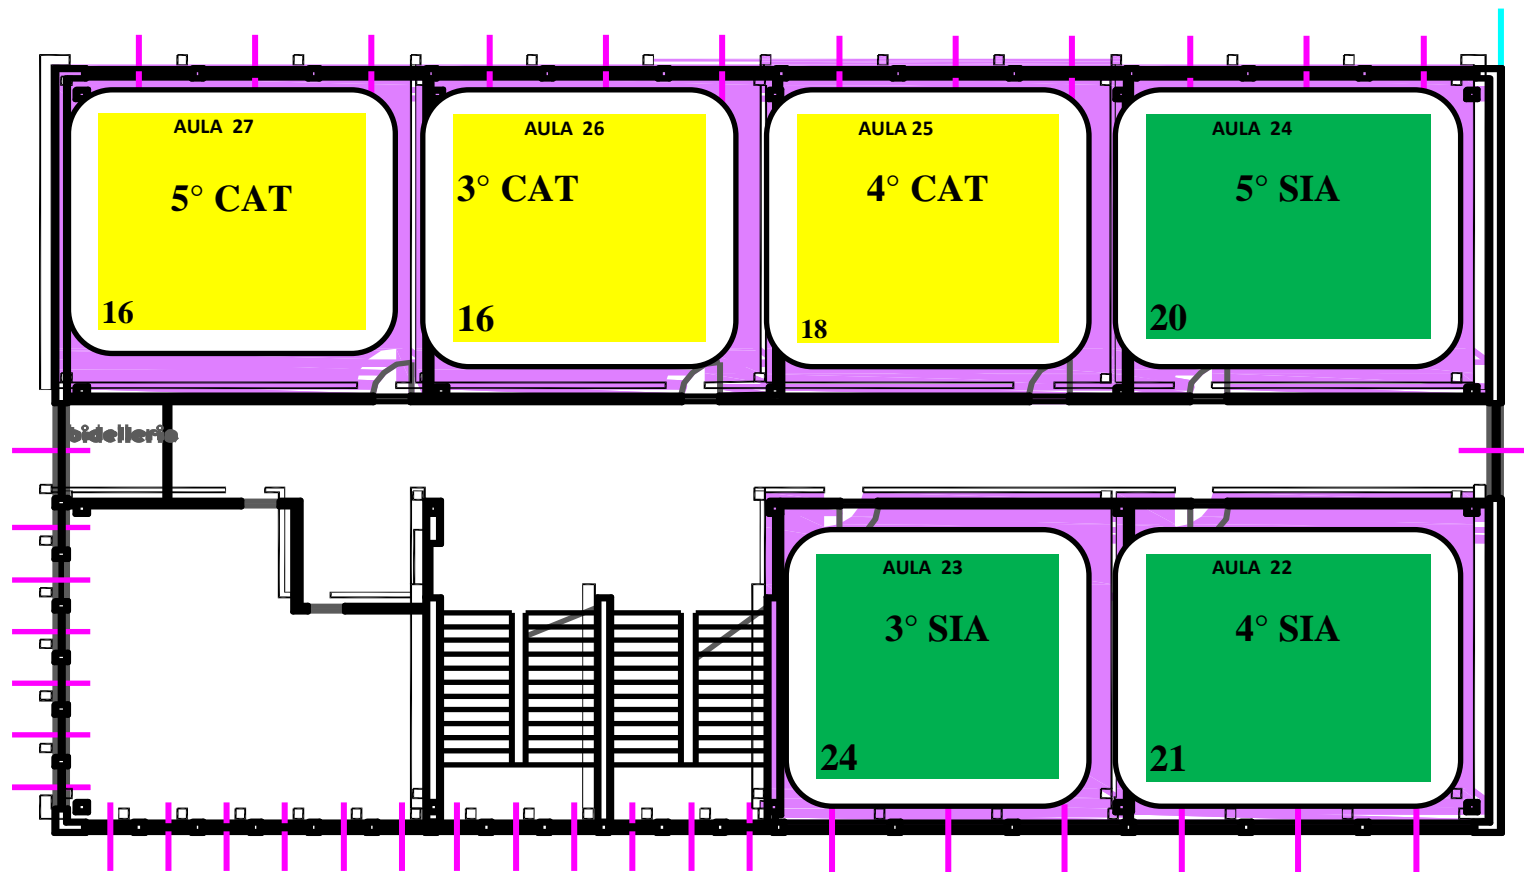 AULA 27
5° CAT
16
AULA 26
3° CAT
16
AULA 25
4° CAT
18
AULA 24
5° SIA
20
bidellerie
AULA 23
3° SIA
24
AULA 22
4° SIA
21